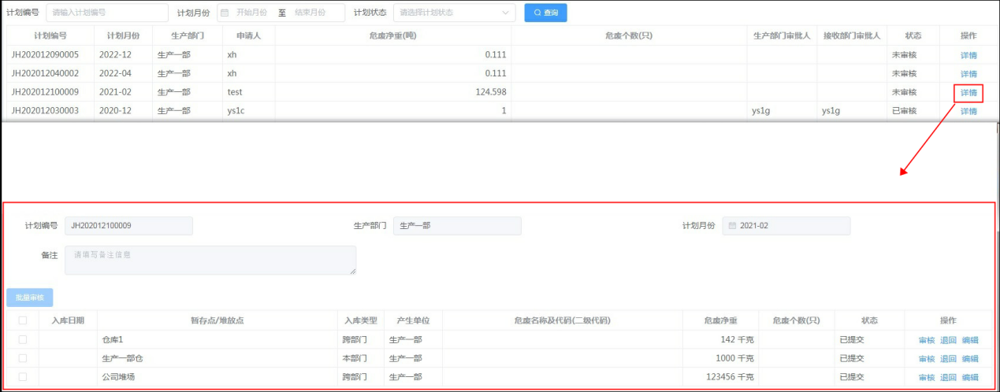 计划编号 请输入计划编号 计划月份 开始月份 至 结束月份 计划状态 请选择计划状态 查询
计划编号 计划月份 生产部门 申请人 危废净重(吨) 危废个数(只) 生产部门审批人 接收部门审批人 状态 操作
JH202012090005 2022-12 生产一部 xh 0.111 未审核 详情
JH202012040002 2022-04 生产一部 xh 0.111 未审核 详情
JH202012100009 2021-02 生产一部 test 124.598 未审核 详情
JH202012030003 2020-12 生产一部 ys1c 1 ys1g ys1g 已审核 详情
计划编号 JH202012100009 生产部门 生产一部 计划月份 2021-02
备注 请填写备注信息
批量审核
入库日期 暂存点/堆放点 入库类型 产生单位 危废名称及代码(二级代码) 危废净重 危废个数(只) 状态 操作
仓库1 跨部门 生产一部 142 千克 已提交 审核 退回 编辑
生产一部仓 本部门 生产一部 1000 千克 已提交 审核 退回 编辑
公司堆场 跨部门 生产一部 123456 千克 已提交 审核 退回 编辑